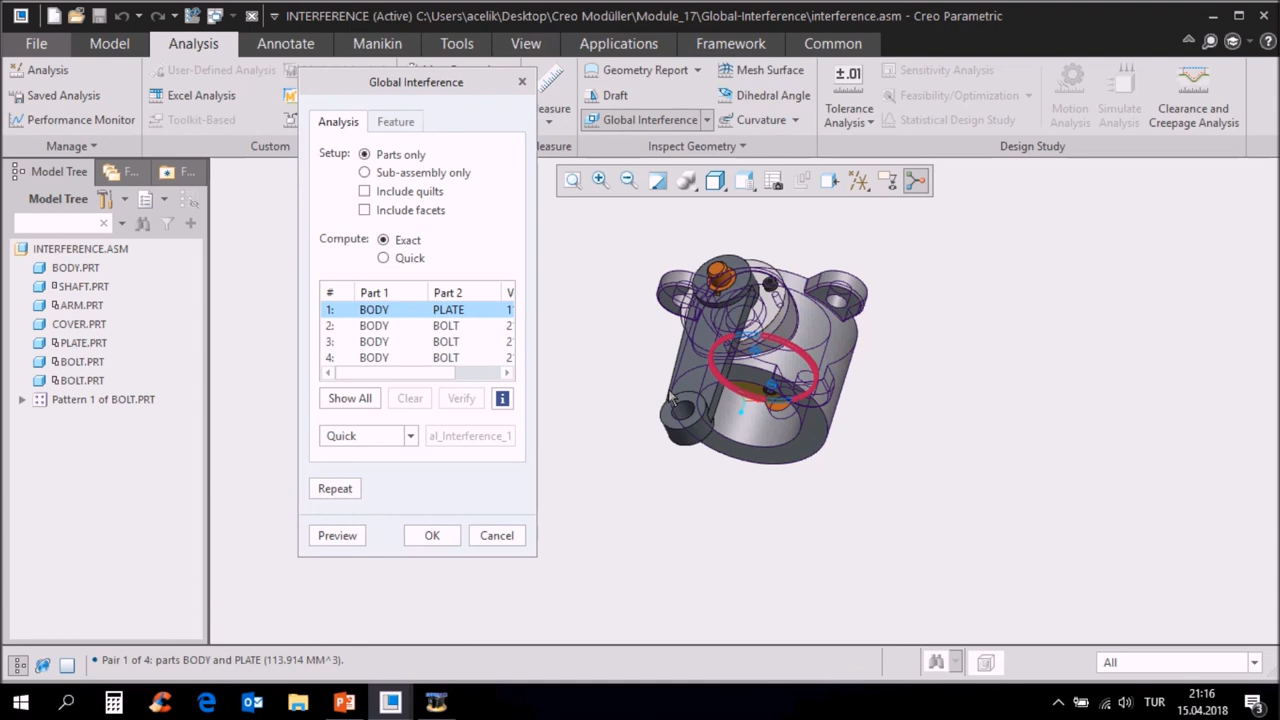 INTERFERENCE (Active) C:\Users\acelik\Desktop\Creo Modüller\Module_17\Global-Interference\interference.asm - Creo Parametric
File Model Analysis Annotate Manikin Tools View Applications Framework Common
Analysis
Saved Analysis
Performance Monitor
Manage
User-Defined Analysis
Excel Analysis
Toolkit-Based
Custom
Geometry Report
Draft
Global Interference
Mesh Surface
Dihedral Angle
Curvature
Inspect Geometry
±.01
Tolerance
Analysis
Sensitivity Analysis
Feasibility/Optimization
Statistical Design Study
Motion
Analysis
Simulate
Analysis
Clearance and
Creepage Analysis
Design Study
Model Tree
F...
F...
Model Tree
INTERFERENCE.ASM
BODY.PRT
SHAFT.PRT
ARM.PRT
COVER.PRT
PLATE.PRT
BOLT.PRT
BOLT.PRT
Pattern 1 of BOLT.PRT
Global Interference
Analysis Feature
Setup: Parts only
Sub-assembly only
Include quilts
Include facets
Compute: Exact
Quick
# Part 1 Part 2 V
1: BODY PLATE 1
2: BODY BOLT 2
3: BODY BOLT 2
4: BODY BOLT 2
Show All Clear Verify
Quick al_Interference_1
Repeat
Preview OK Cancel
• Pair 1 of 4: parts BODY and PLATE (113.914 MM^3).
All
TUR
21:16
15.04.2018
3